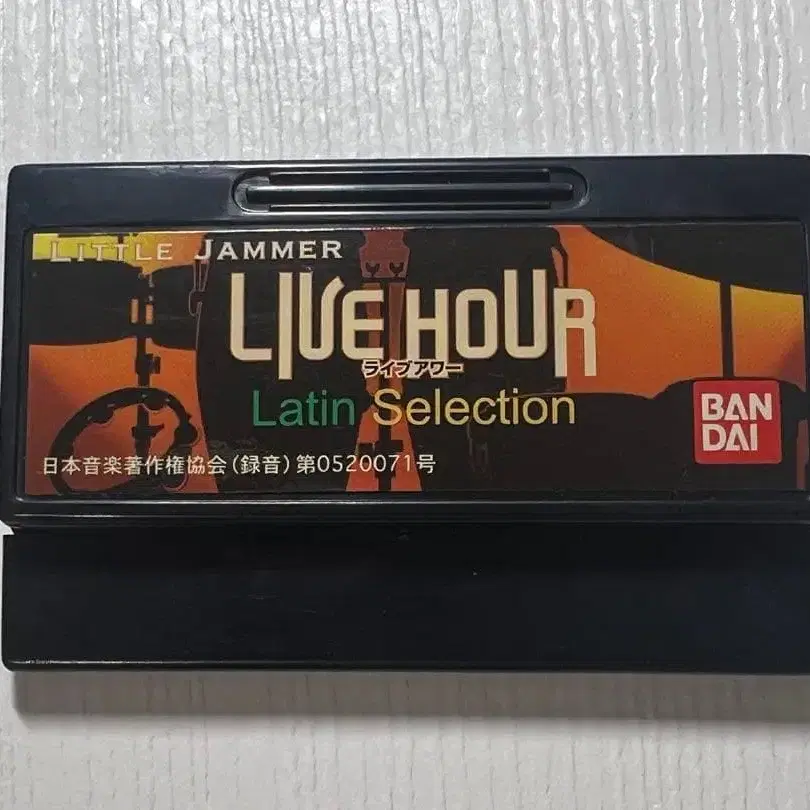 LITTLE JAMMER
LIVE HOUR
ライブアワー
Latin Selection
BAN
DAI
日本音楽著作権協会(録音)第0520071号